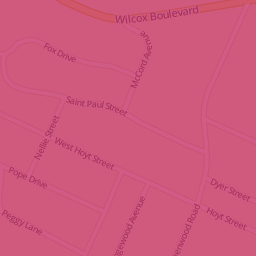 Wilcox Boulevard
Fox Drive
McCord Avenue
Saint Paul Street
Nellie Street
West Hoyt Street
Pope Drive
Dyer Street
Peggy Lane
Hoyt Street